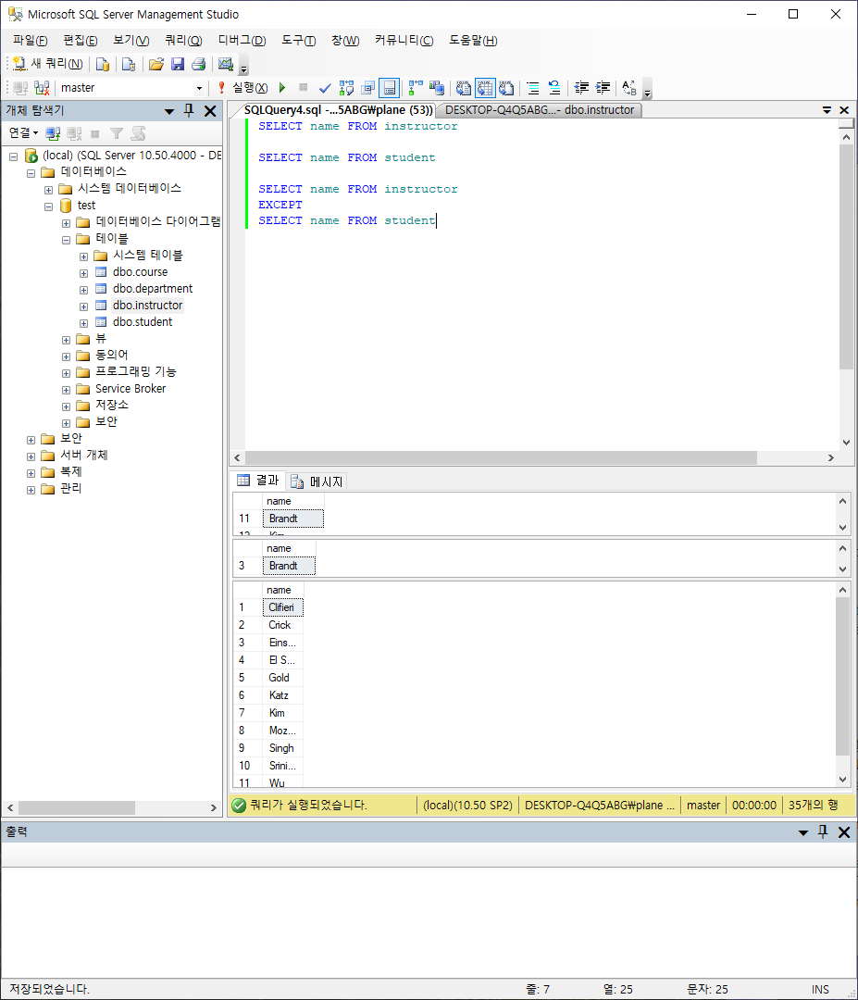 Microsoft SQL Server Management Studio
파일(F) 편집(E) 보기(V) 쿼리(Q) 디버그(D) 도구(T) 창(W) 커뮤니티(C) 도움말(H)
새 쿼리(N)
master 실행(X)
개체 탐색기
연결
(local) (SQL Server 10.50.4000 - DE
데이터베이스
시스템 데이터베이스
test
데이터베이스 다이어그램
테이블
시스템 테이블
dbo.course
dbo.department
dbo.instructor
dbo.student
뷰
동의어
프로그래밍 기능
Service Broker
저장소
보안
보안
서버 개체
복제
관리
SQLQuery4.sql -...5ABG\plane (53)) DESKTOP-Q4Q5ABG...- dbo.instructor
SELECT name FROM instructor
SELECT name FROM student
SELECT name FROM instructor
EXCEPT
SELECT name FROM student
결과 메시지
name
11 Brandt
12 Kim
name
3 Brandt
name
1 Clifieri
2 Crick
3 Eins...
4 El S...
5 Gold
6 Katz
7 Kim
8 Moz...
9 Singh
10 Srini...
11 Wu
쿼리가 실행되었습니다. (local)(10.50 SP2) DESKTOP-Q4Q5ABG\plane ... master 00:00:00 35개의 행
출력
저장되었습니다. 줄: 7 열: 25 문자: 25 INS